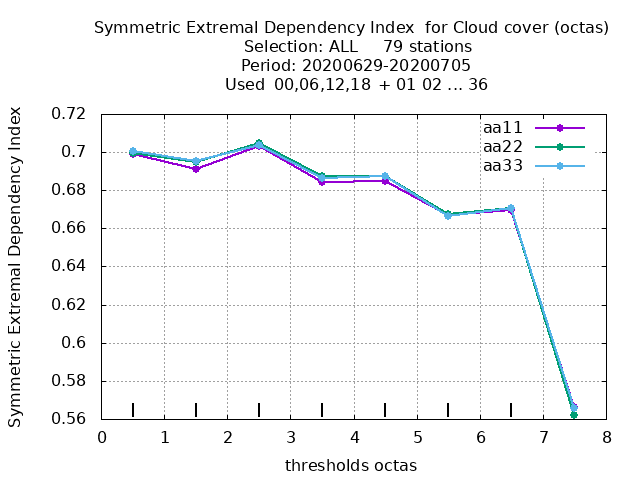 Symmetric Extremal Dependency Index  for Cloud cover (octas)
Selection: ALL     79 stations
Period: 20200629-20200705
Used  00,06,12,18 + 01 02 ... 36
Symmetric Extremal Dependency Index
0.72
0.7
0.68
0.66
0.64
0.62
0.6
0.58
0.56
aa11
aa22
aa33
0 1 2 3 4 5 6 7 8
thresholds octas